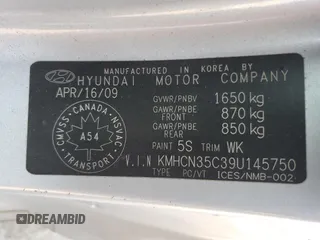 MANUFACTURED IN KOREA BY
HYUNDAI MOTOR COMPANY
APR/16/09
GVWR/PNBV 1650 kg
GAWR/PNBE FRONT 870 kg
GAWR/PNBE REAR 850 kg
CMVSS · CANADA · NSVAC
A54
TRANSPORT
PAINT 5S TRIM WK
V.I.N KMHCN35C39U145750
TYPE PC/VT ICES/NMB-002
DREAMBID